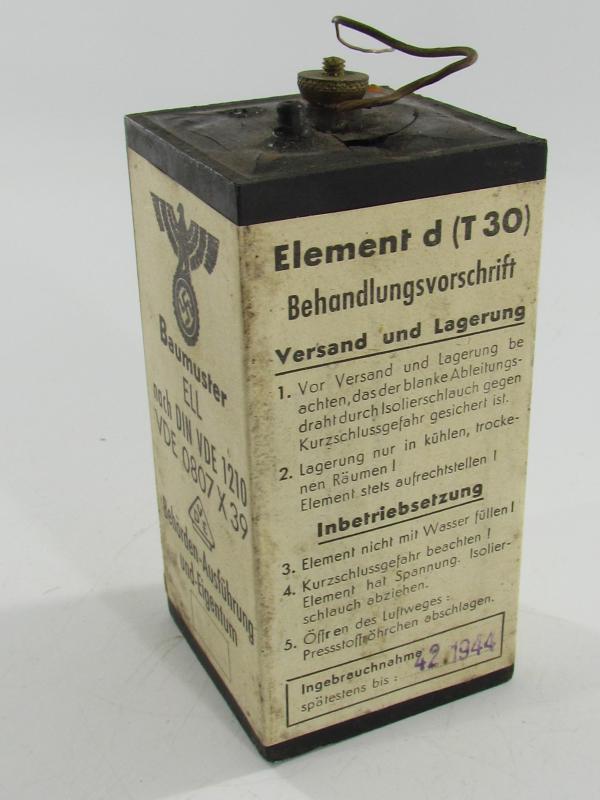 Baumuster
ELL
nach DIN VDE 1210
VDE 0807 X 39
VDE
Behörden-Ausführung
und-Eigentum
Element d (T 30)
Behandlungsvorschrift
Versand und Lagerung
1. Vor Versand und Lagerung be
achten, das der blanke Ableitungs-
draht durch Isolierschlauch gegen
Kurzschlussgefahr gesichert ist.
2. Lagerung nur in kühlen, trocke-
nen Räumen!
Element stets aufrechtstellen!
Inbetriebsetzung
3. Element nicht mit Wasser füllen!
4. Kurzschlussgefahr beachten!
Element hat Spannung. Isolier-
schlauch abziehen.
5. Öffren des Luftweges:
Pressstoffröhrchen abschlagen.
Ingebrauchnahme
spätestens bis: 42.1944